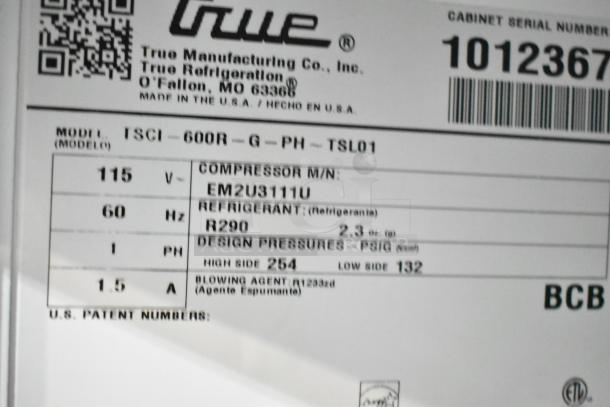 True ®
CABINET SERIAL NUMBER
1012367
True Manufacturing Co., Inc.
True Refrigeration®
O'Fallon, MO 63366
MADE IN THE U.S.A. / HECHO EN U.S.A.
MODEL TSCI-600R-G-PH-TSL01
(MODELO)
115 V~
COMPRESSOR M/N:
EM2U3111U
60 Hz
REFRIGERANT: (Refrigerante)
R290 2.3 oz. (g)
1 PH
DESIGN PRESSURES - PSIG
HIGH SIDE 254 LOW SIDE 132
1.5 A
BLOWING AGENT: R1233zd
(Agente Espumante)
BCB
U.S. PATENT NUMBERS:
ETL